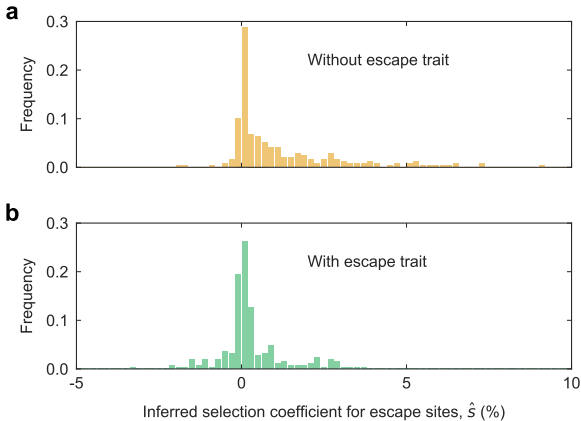 a
0.3
0.2
0.1
0.0
Frequency
Without escape trait
b
0.3
0.2
0.1
0.0
Frequency
With escape trait
-5
0
5
10
Inferred selection coefficient for escape sites, ŝ (%)